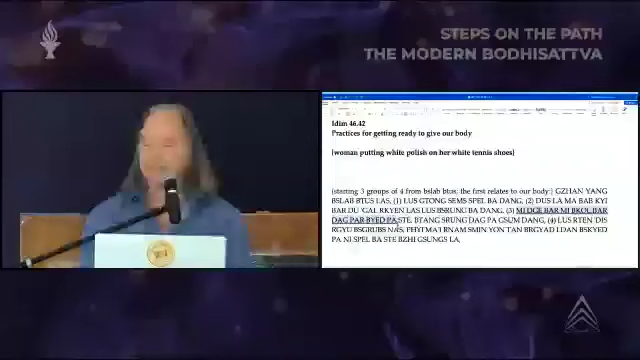 STEPS ON THE PATH
THE MODERN BODHISATTVA
Idim 46.42
Practices for getting ready to give our body
[woman putting white polish on her white tennis shoes]
(starting 3 groups of 4 from bslab btus; the first relates to our body:} GZHAN YANG
BSLAB BTUS LAS, (1) LUS GTONG SEMS SPEL BA DANG, (2) DUS LA MA BAB KYI
BAR DU 'GAL RKYEN LAS LUS BSRUNG BA DANG, (3) MI DGE BAR MI BKOL BAR
DAG PAR BYED PA STE, BTANG SRUNG DAG PA GSUM DANG, (4) LUS RTEN 'DIS
RGYU BSGRUBS NAS, PHYI MA'I RNAM SMIN YON TAN BRGYAD LDAN BSKYED
PA NI SPEL BA STE BZHI GSUNGS LA,